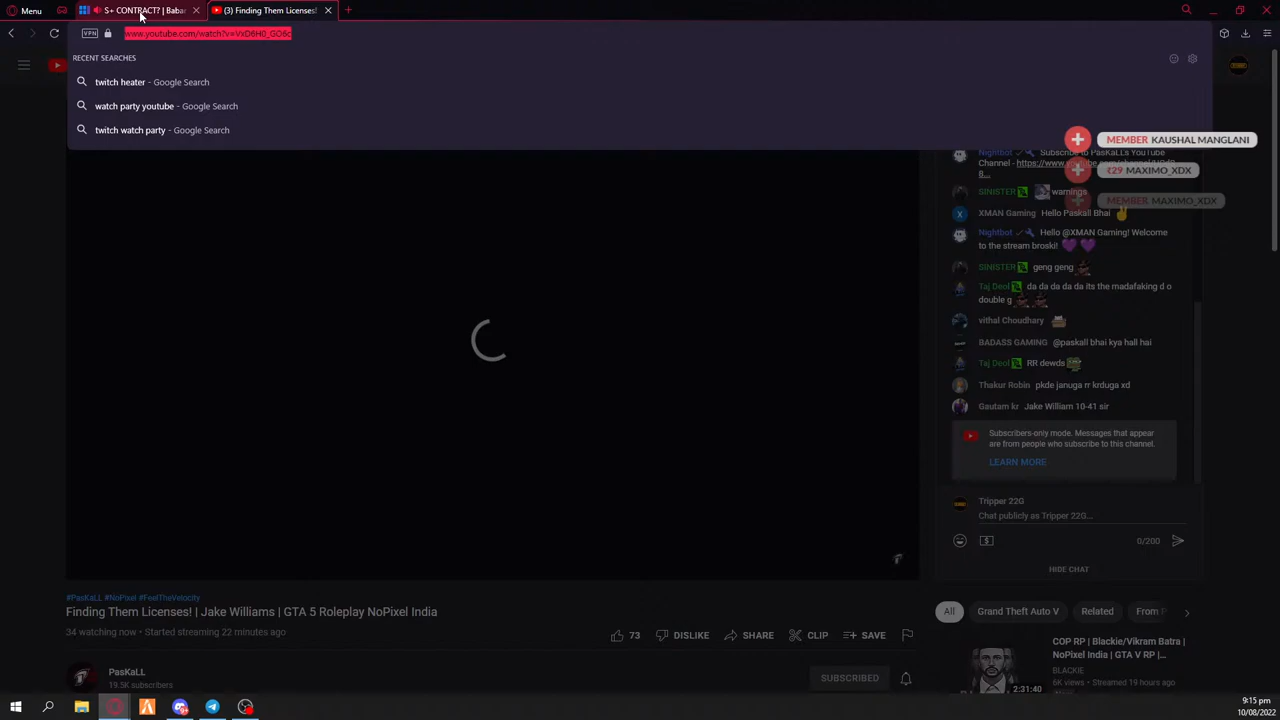 Menu
S+ CONTRACT? | Baba
(3) Finding Them Licenses!
VPN
www.youtube.com/watch?v=VxD6H0_GO6c
RECENT SEARCHES
twitch heater - Google Search
watch party youtube - Google Search
twitch watch party - Google Search
MEMBER KAUSHAL MANGLANI
₹29 MAXIMO_XDX
MEMBER MAXIMO_XDX
Nightbot Subscribe to PasKaLL's YouTube
Channel -
SINISTER warnings
XMAN Gaming Hello Paskall Bhai
Nightbot Hello @XMAN Gaming! Welcome
to the stream broski!
SINISTER geng geng
Taj Deol da da da da da its the madafaking d o
double g
vithal Choudhary
BADASS GAMING @paskall bhai kya hall hai
Taj Deol RR dewds
Thakur Robin pkde januga rr krduga xd
Gautam kr Jake William 10-41 sir
Subscribers-only mode. Messages that appear
are from people who subscribe to this channel.
LEARN MORE
Tripper 22G
Chat publicly as Tripper 22G...
0/200
HIDE CHAT
#PasKaLL #NoPixel #FeelTheVelocity
Finding Them Licenses! | Jake Williams | GTA 5 Roleplay NoPixel India
34 watching now • Started streaming 22 minutes ago
73
DISLIKE
SHARE
CLIP
SAVE
PasKaLL
19.5K subscribers
SUBSCRIBED
All
Grand Theft Auto V
Related
From P
COP RP | Blackie/Vikram Batra |
NoPixel India | GTA V RP |...
BLACKIE
6K views • Streamed 19 hours ago
2:31:40
9:15 pm
10/08/2022